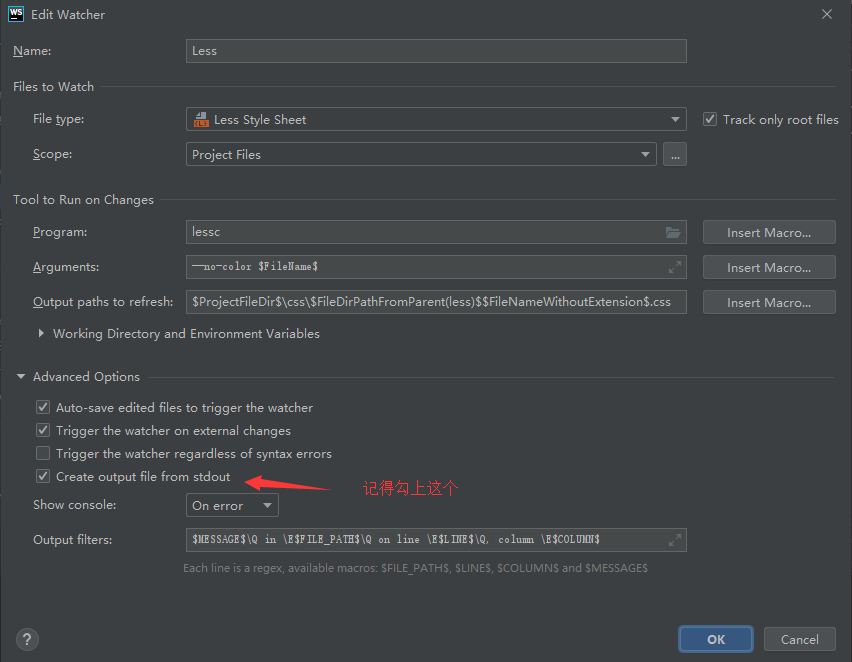 WS Edit Watcher
Name: Less
Files to Watch
File type: Less Style Sheet Track only root files
Scope: Project Files ...
Tool to Run on Changes
Program: lessc Insert Macro...
Arguments: --no-color $FileName$ Insert Macro...
Output paths to refresh: $ProjectFileDir$\css\$FileDirPathFromParent(less)$$FileNameWithoutExtension$.css Insert Macro...
Working Directory and Environment Variables
Advanced Options
Auto-save edited files to trigger the watcher
Trigger the watcher on external changes
Trigger the watcher regardless of syntax errors
Create output file from stdout 记得勾上这个
Show console: On error
Output filters: $MESSAGE$\Q in \E$FILE_PATH$\Q on line \E$LINE$\Q, column \E$COLUMN$
Each line is a regex, available macros: $FILE_PATH$, $LINE$, $COLUMN$ and $MESSAGE$
? OK Cancel